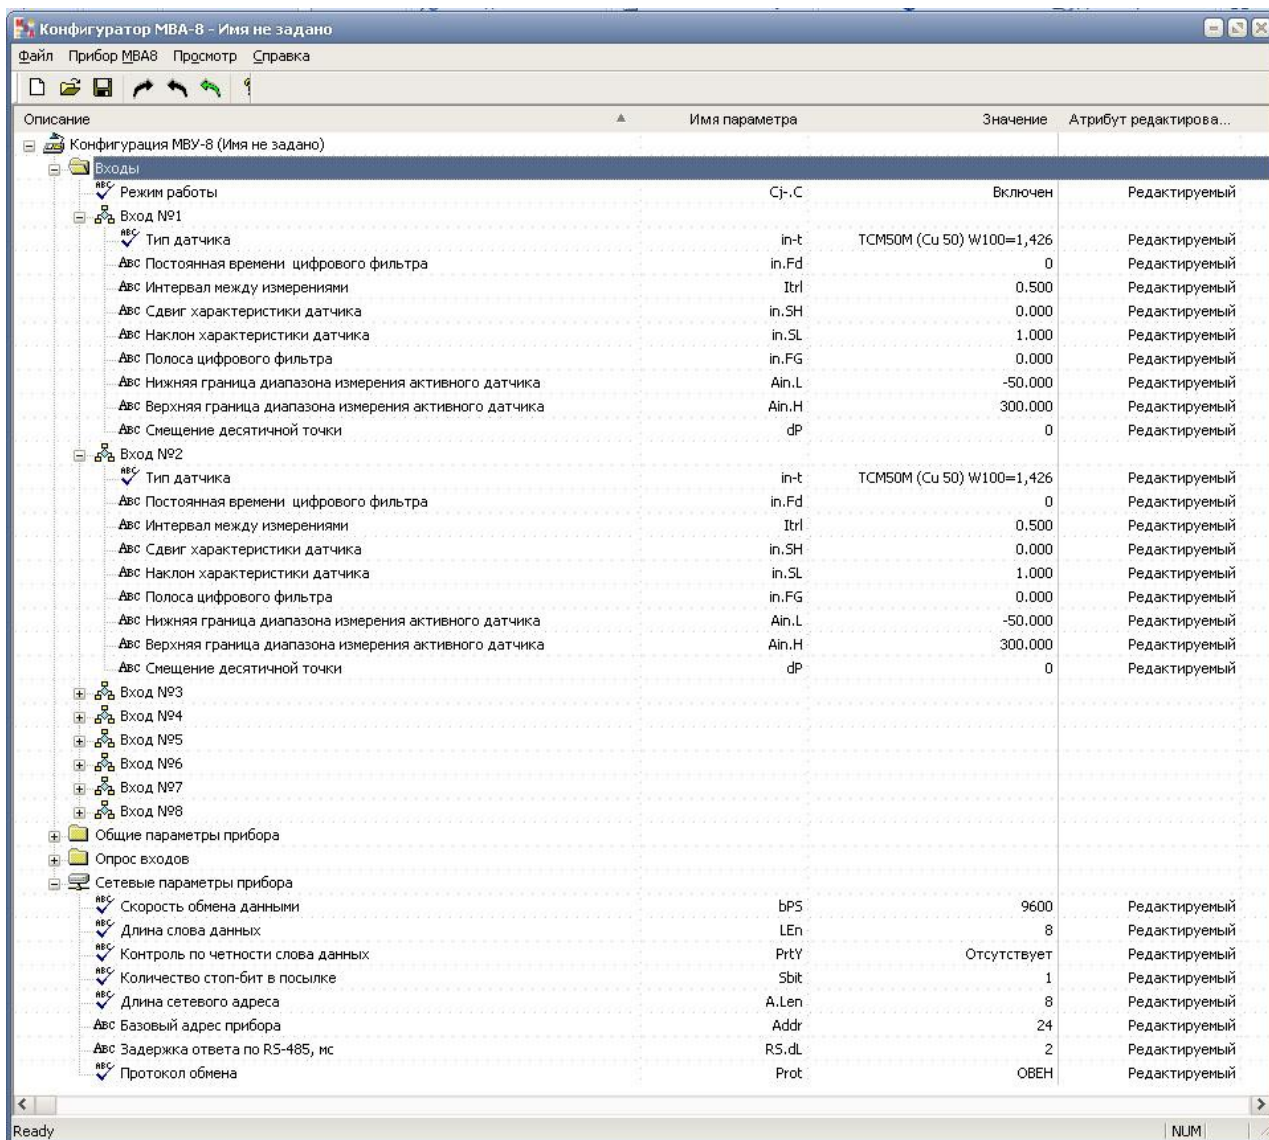 Конфигуратор МВА-8 - Имя не задано
Файл Прибор МВА8 Просмотр Справка
Описание Имя параметра Значение Атрибут редактирова...
Конфигурация МВУ-8 (Имя не задано)
Входы
Режим работы Cj-.C Включен Редактируемый
Вход №1
Тип датчика in-t ТСМ50М (Cu 50) W100=1,426 Редактируемый
Постоянная времени цифрового фильтра in.Fd 0 Редактируемый
Интервал между измерениями Itrl 0.500 Редактируемый
Сдвиг характеристики датчика in.SH 0.000 Редактируемый
Наклон характеристики датчика in.SL 1.000 Редактируемый
Полоса цифрового фильтра in.FG 0.000 Редактируемый
Нижняя граница диапазона измерения активного датчика Ain.L -50.000 Редактируемый
Верхняя граница диапазона измерения активного датчика Ain.H 300.000 Редактируемый
Смещение десятичной точки dP 0 Редактируемый
Вход №2
Тип датчика in-t ТСМ50М (Cu 50) W100=1,426 Редактируемый
Постоянная времени цифрового фильтра in.Fd 0 Редактируемый
Интервал между измерениями Itrl 0.500 Редактируемый
Сдвиг характеристики датчика in.SH 0.000 Редактируемый
Наклон характеристики датчика in.SL 1.000 Редактируемый
Полоса цифрового фильтра in.FG 0.000 Редактируемый
Нижняя граница диапазона измерения активного датчика Ain.L -50.000 Редактируемый
Верхняя граница диапазона измерения активного датчика Ain.H 300.000 Редактируемый
Смещение десятичной точки dP 0 Редактируемый
Вход №3
Вход №4
Вход №5
Вход №6
Вход №7
Вход №8
Общие параметры прибора
Опрос входов
Сетевые параметры прибора
Скорость обмена данными bPS 9600 Редактируемый
Длина слова данных LEn 8 Редактируемый
Контроль по четности слова данных PrtY Отсутствует Редактируемый
Количество стоп-бит в посылке Sbit 1 Редактируемый
Длина сетевого адреса A.Len 8 Редактируемый
Базовый адрес прибора Addr 24 Редактируемый
Задержка ответа по RS-485, мс RS.dL 2 Редактируемый
Протокол обмена Prot ОВЕН Редактируемый
Ready NUM